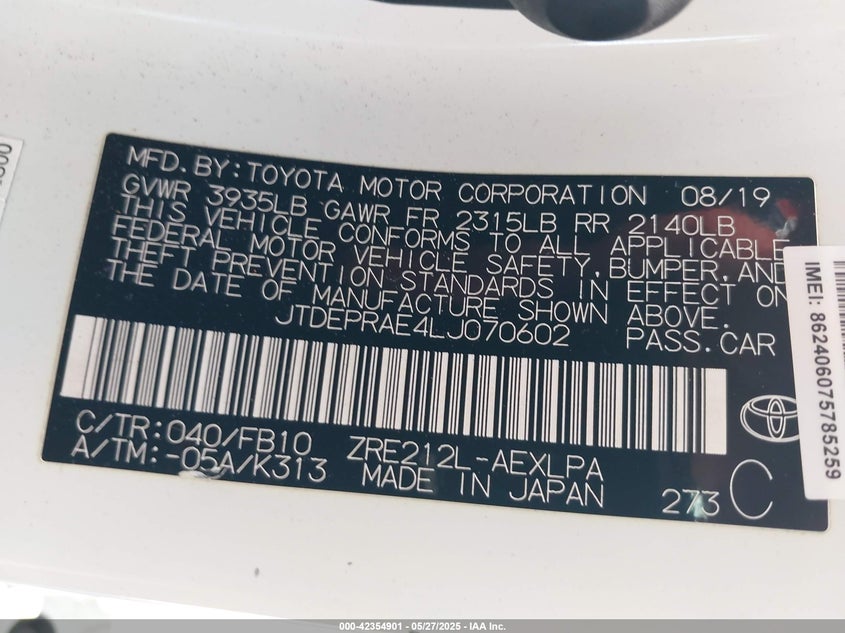 MFD.BY:TOYOTA MOTOR CORPORATION 08/19
GVWR 3935LB GAWR FR 2315LB RR 2140LB
THIS VEHICLE CONFORMS TO ALL APPLICABLE
FEDERAL MOTOR VEHICLE SAFETY,BUMPER,AND
THEFT PREVENTION STANDARDS IN EFFECT ON
THE DATE OF MANUFACTURE SHOWN ABOVE.
JTDEPRAE4LJ070602 PASS.CAR
C/TR:040/FB10 ZRE212L-AEXLPA
A/TM:-05A/K313 MADE IN JAPAN 273 C
IMEI: 862406075785259
000-42354901 - 05/27/2025 - IAA Inc.